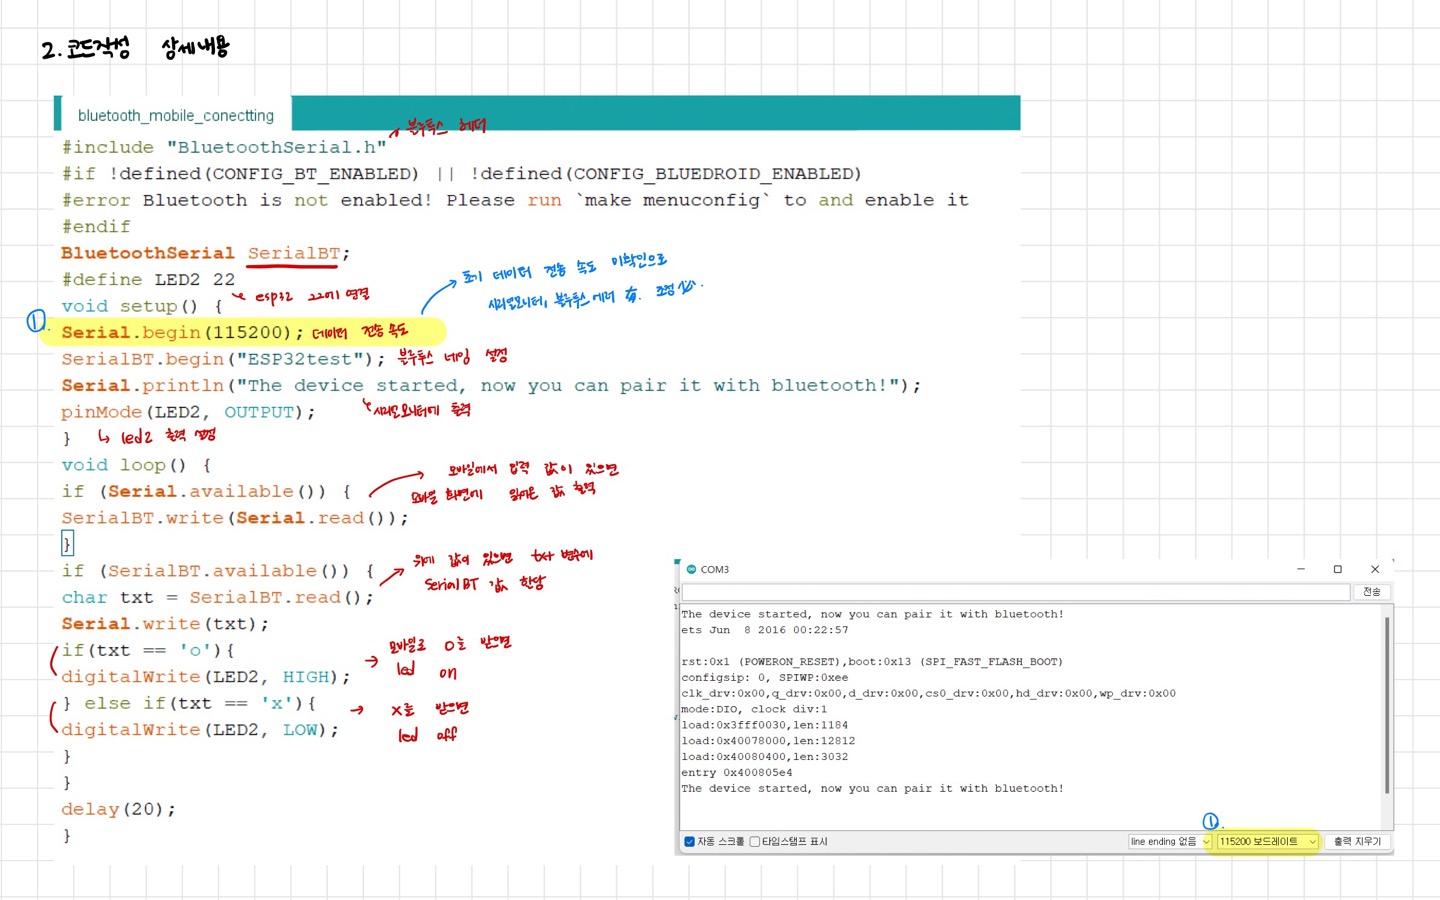 2. 코드작성 상세내용
bluetooth_mobile_conectting
블루투스 헤더
#include "BluetoothSerial.h"
#if !defined(CONFIG_BT_ENABLED) || !defined(CONFIG_BLUEDROID_ENABLED)
#error Bluetooth is not enabled! Please run `make menuconfig` to and enable it
#endif
BluetoothSerial SerialBT;
#define LED2 22
초기 데이터 전송 속도 미확인으로
시리얼모니터, 블루투스 에러 有. 조정
esp32 22에 연결
void setup() {
①
Serial.begin(115200); 데이터 전송 속도
SerialBT.begin("ESP32test"); 블루투스 네임 설정
Serial.println("The device started, now you can pair it with bluetooth!");
시리얼모니터에 출력
pinMode(LED2, OUTPUT);
} led2 출력 설정
void loop() {
모바일에서 입력 값이 있으면
모바일 화면에 읽어온 값 출력
if (Serial.available()) {
SerialBT.write(Serial.read());
}
위에 값이 있으면 txt 변수에
SerialBT 값 할당
if (SerialBT.available()) {
char txt = SerialBT.read();
Serial.write(txt);
if(txt == 'o'){
모바일로 O를 받으면
led on
digitalWrite(LED2, HIGH);
} else if(txt == 'x'){
X를 받으면
led off
digitalWrite(LED2, LOW);
}
}
delay(20);
}
COM3
전송
The device started, now you can pair it with bluetooth!
ets Jun  8 2016 00:22:57
rst:0x1 (POWERON_RESET),boot:0x13 (SPI_FAST_FLASH_BOOT)
configsip: 0, SPIWP:0xee
clk_drv:0x00,q_drv:0x00,d_drv:0x00,cs0_drv:0x00,hd_drv:0x00,wp_drv:0x00
mode:DIO, clock div:1
load:0x3fff0030,len:1184
load:0x40078000,len:12812
load:0x40080400,len:3032
entry 0x400805e4
The device started, now you can pair it with bluetooth!
①
자동 스크롤 타임스탬프 표시 line ending 없음 115200 보드레이트 출력 지우기